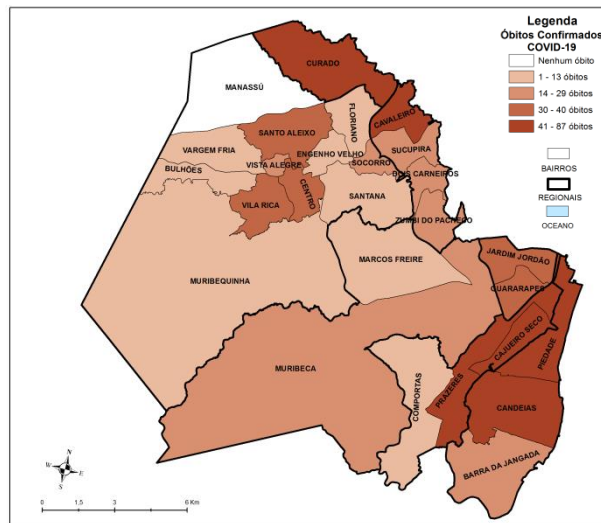 Legenda
Óbitos Confirmados
COVID-19
Nenhum óbito
1 - 13 óbitos
14 - 29 óbitos
30 - 40 óbitos
41 - 87 óbitos
BAIRROS
REGIONAIS
OCEANO
CURADO
MANASSÚ
FLORIANO
CAVALEIRO
SANTO ALEIXO
VARGEM FRIA
ENGENHO VELHO
SUCUPIRA
SOCORRO
VISTA ALEGRE
BULHÕES
DOIS CARNEIROS
CENTRO
VILA RICA
SANTANA
ZUMBI DO PACHECO
MARCOS FREIRE
JARDIM JORDÃO
MURIBEQUINHA
GUARARAPES
CAJUEIRO SECO
PIEDADE
MURIBECA
COMPORTAS
PRAZERES
CANDEIAS
BARRA DA JANGADA
N
W
E
S
0 1,5 3 6 Km